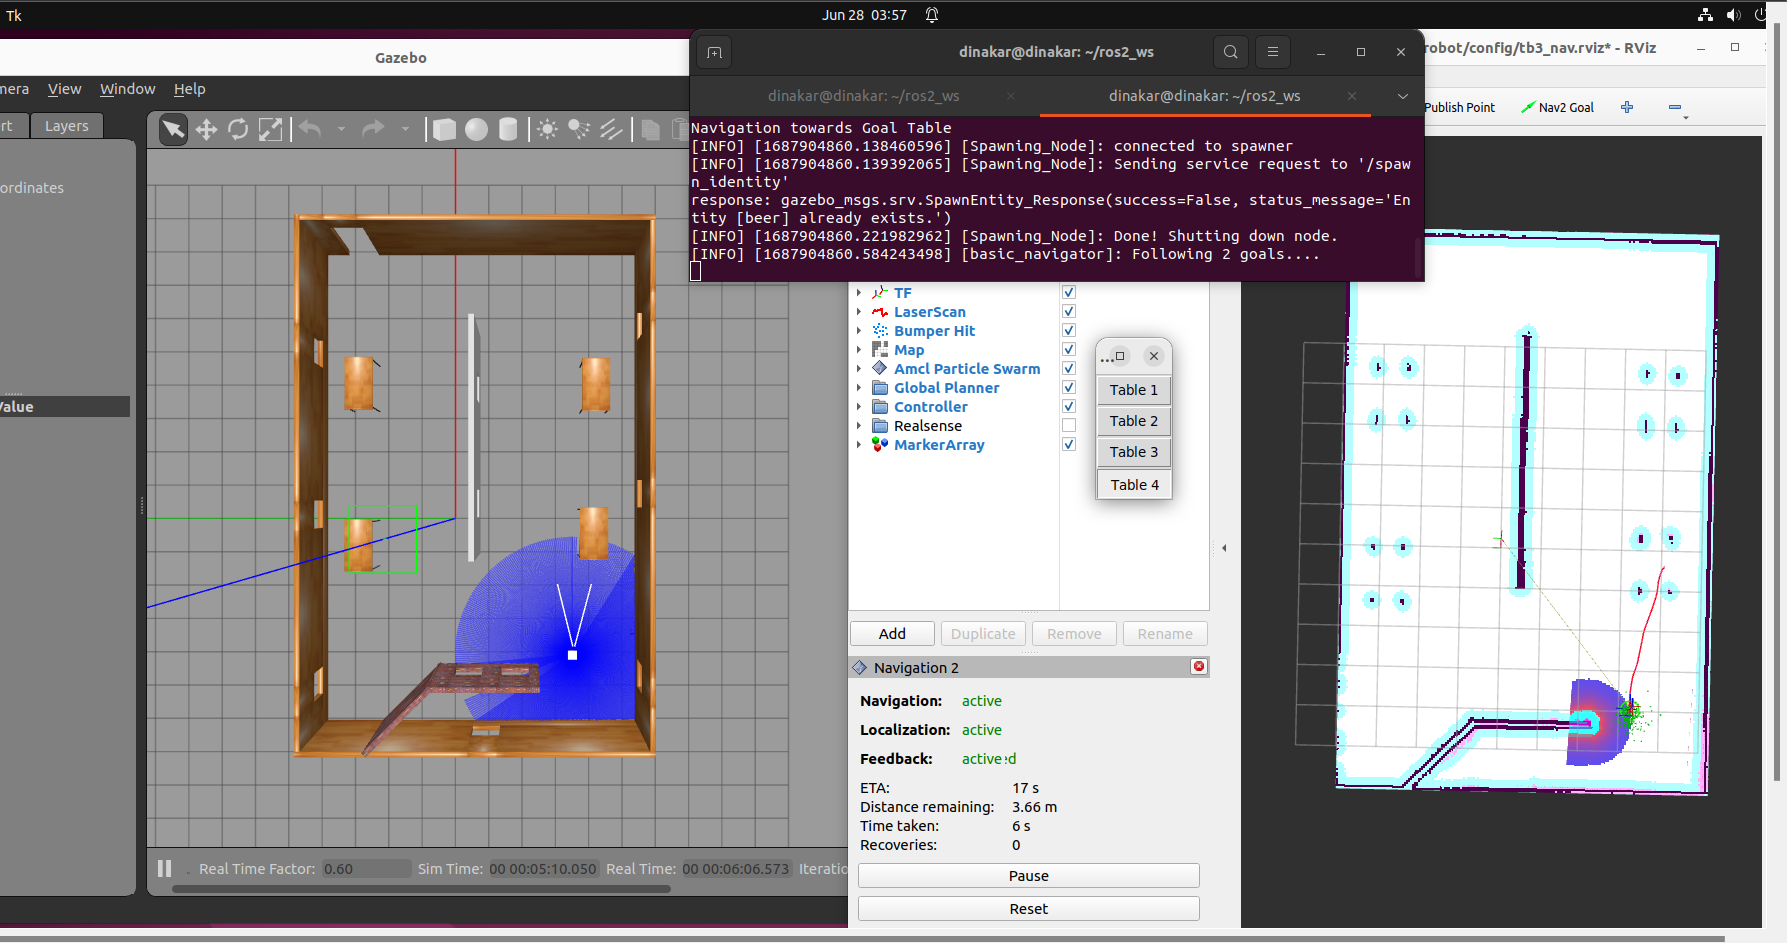 Tk
Jun 28 03:57
Gazebo
mera View Window Help
rt Layers
ordinates
Value
Real Time Factor: 0.60 Sim Time: 00 00:05:10.050 Real Time: 00 00:06:06.573 Iteratio
dinakar@dinakar: ~/ros2_ws
dinakar@dinakar: ~/ros2_ws
dinakar@dinakar: ~/ros2_ws
Navigation towards Goal Table
[INFO] [1687904860.138460596] [Spawning_Node]: connected to spawner
[INFO] [1687904860.139392065] [Spawning_Node]: Sending service request to '/spaw
n_identity'
response: gazebo_msgs.srv.SpawnEntity_Response(success=False, status_message='En
tity [beer] already exists.')
[INFO] [1687904860.221982962] [Spawning_Node]: Done! Shutting down node.
[INFO] [1687904860.584243498] [basic_navigator]: Following 2 goals....
robot/config/tb3_nav.rviz* - RViz
Publish Point Nav2 Goal
TF
LaserScan
Bumper Hit
Map
Amcl Particle Swarm
Global Planner
Controller
Realsense
MarkerArray
...
Table 1
Table 2
Table 3
Table 4
Add Duplicate Remove Rename
Navigation 2
Navigation: active
Localization: active
Feedback: active
ETA: 17 s
Distance remaining: 3.66 m
Time taken: 6 s
Recoveries: 0
Pause
Reset